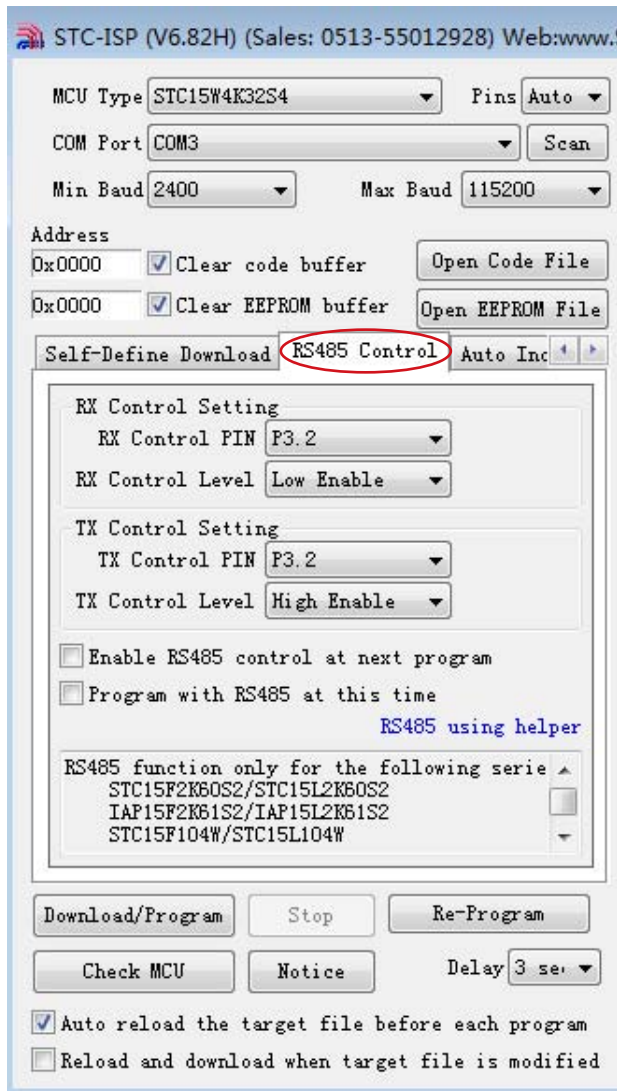 STC-ISP (V6.82H) (Sales: 0513-55012928) Web:www.
MCU Type STC15W4K32S4 Pins Auto
COM Port COM3 Scan
Min Baud 2400 Max Baud 115200
Address
0x0000 Clear code buffer Open Code File
0x0000 Clear EEPROM buffer Open EEPROM File
Self-Define Download RS485 Control Auto Inc
RX Control Setting
RX Control PIN P3.2
RX Control Level Low Enable
TX Control Setting
TX Control PIN P3.2
TX Control Level High Enable
Enable RS485 control at next program
Program with RS485 at this time
RS485 using helper
RS485 function only for the following serie
STC15F2K60S2/STC15L2K60S2
IAP15F2K61S2/IAP15L2K61S2
STC15F104W/STC15L104W
Download/Program Stop Re-Program
Check MCU Notice Delay 3 se
Auto reload the target file before each program
Reload and download when target file is modified